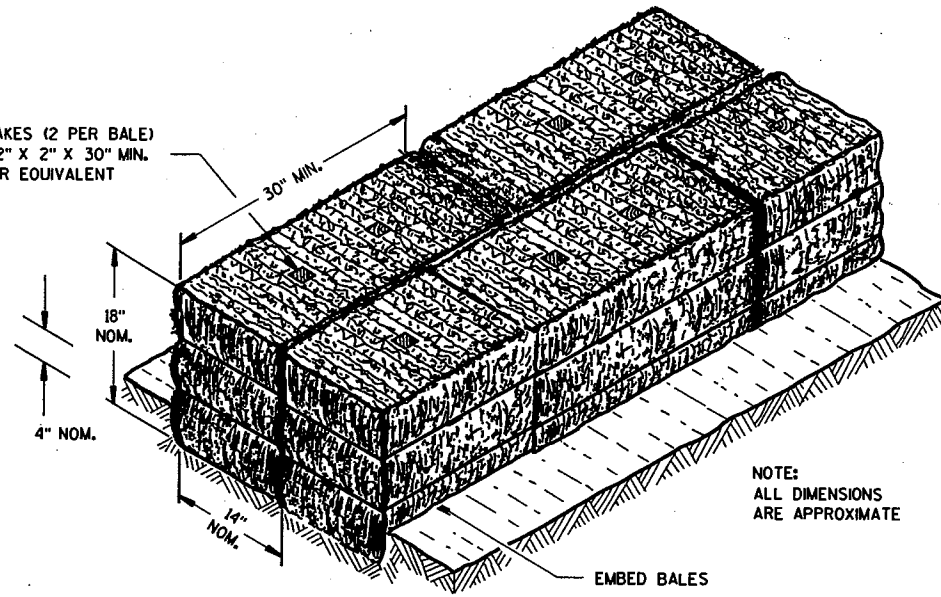 AKES (2 PER BALE)
2" X 2" X 30" MIN.
R EQUIVALENT
30" MIN.
18"
NOM.
4" NOM.
14"
NOM.
NOTE:
ALL DIMENSIONS
ARE APPROXIMATE
EMBED BALES